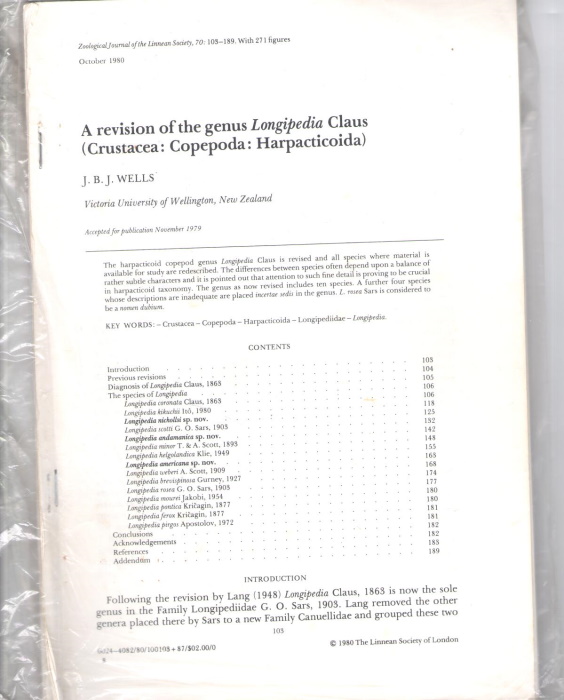 Zoological Journal of the Linnean Society, 70: 103–189. With 271 figures
October 1980
A revision of the genus Longipedia Claus
(Crustacea: Copepoda: Harpacticoida)
J. B. J. WELLS
Victoria University of Wellington, New Zealand
Accepted for publication November 1979
The harpacticoid copepod genus Longipedia Claus is revised and all species where material is
available for study are redescribed. The differences between species often depend upon a balance of
rather subtle characters and it is pointed out that attention to such fine detail is proving to be crucial
in harpacticoid taxonomy. The genus as now revised includes ten species. A further four species
whose descriptions are inadequate are placed incertae sedis in the genus. L. rosea Sars is considered to
be a nomen dubium.
KEY WORDS: – Crustacea – Copepoda – Harpacticoida – Longipediidae – Longipedia.
CONTENTS
Introduction 103
Previous revisions 104
Diagnosis of Longipedia Claus, 1863 105
The species of Longipedia 106
Longipedia coronata Claus, 1863 106
Longipedia kikuchii Itô, 1980 118
Longipedia nichollsi sp. nov. 125
Longipedia scotti G. O. Sars, 1903 132
Longipedia andamanica sp. nov. 142
Longipedia minor T. & A. Scott, 1893 148
Longipedia helgolandica Klie, 1949 155
Longipedia americana sp. nov. 163
Longipedia weberi A. Scott, 1909 168
Longipedia brevispinosa Gurney, 1927 174
Longipedia rosea G. O. Sars, 1903 177
Longipedia mourei Jakobi, 1954 180
Longipedia pontica Kričagin, 1877 180
Longipedia ferox Kričagin, 1877 181
Longipedia pirgos Apostolov, 1972 181
Conclusions 182
Acknowledgements 182
References 183
Addendum 189
INTRODUCTION
Following the revision by Lang (1948) Longipedia Claus, 1863 is now the sole
genus in the Family Longipediidae G. O. Sars, 1903. Lang removed the other
genera placed there by Sars to a new Family Canuellidae and grouped these two
103
0024–4082/80/100103 + 87/$02.00/0
© 1980 The Linnean Society of London